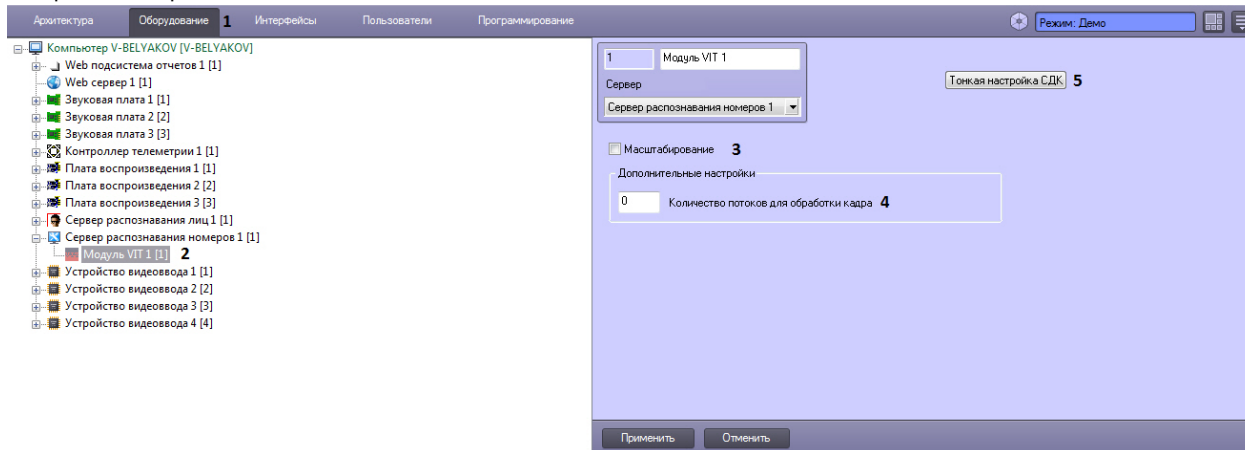 Архитектура Оборудование 1 Интерфейсы Пользователи Программирование Режим: Демо
Компьютер V-BELYAKOV [V-BELYAKOV]
Web подсистема отчетов 1 [1]
Web сервер 1 [1]
Звуковая плата 1 [1]
Звуковая плата 2 [2]
Звуковая плата 3 [3]
Контроллер телеметрии 1 [1]
Плата воспроизведения 1 [1]
Плата воспроизведения 2 [2]
Плата воспроизведения 3 [3]
Сервер распознавания лиц 1 [1]
Сервер распознавания номеров 1 [1]
Модуль VIT 1 [1] 2
Устройство видеоввода 1 [1]
Устройство видеоввода 2 [2]
Устройство видеоввода 3 [3]
Устройство видеоввода 4 [4]
1 Модуль VIT 1
Сервер
Сервер распознавания номеров 1
Тонкая настройка СДК 5
Масштабирование 3
Дополнительные настройки
0 Количество потоков для обработки кадра 4
Применить Отменить